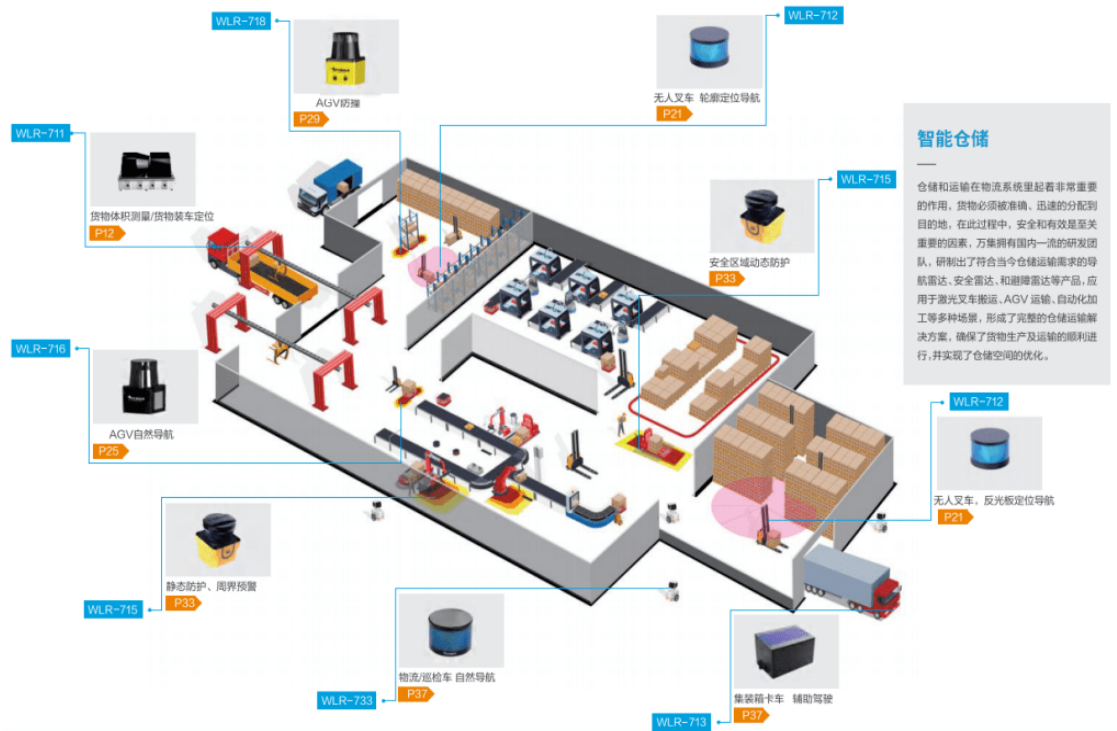 WLR-718
AGV防撞
P29
WLR-712
无人叉车 轮廓定位导航
P21
WLR-711
货物体积测量/货物装车定位
P12
WLR-715
安全区域动态防护
P33
智能仓储
仓储和运输在物流系统里起着非常重要
的作用，货物必须被准确、迅速的分配到
目的地，在此过程中，安全和有效是至关
重要的因素，万集拥有国内一流的研发团
队，研制出了符合当今仓储运输需求的导
航雷达、安全雷达、和避障雷达等产品，应
用于激光叉车搬运、AGV 运输、自动化加
工等多种场景，形成了完整的仓储运输解
决方案，确保了货物生产及运输的顺利进
行，并实现了仓储空间的优化。
WLR-716
AGV自然导航
P25
WLR-712
无人叉车，反光板定位导航
P21
静态防护、周界预警
P33
WLR-715
物流/巡检车 自然导航
P37
WLR-733
集装箱卡车 辅助驾驶
P37
WLR-713